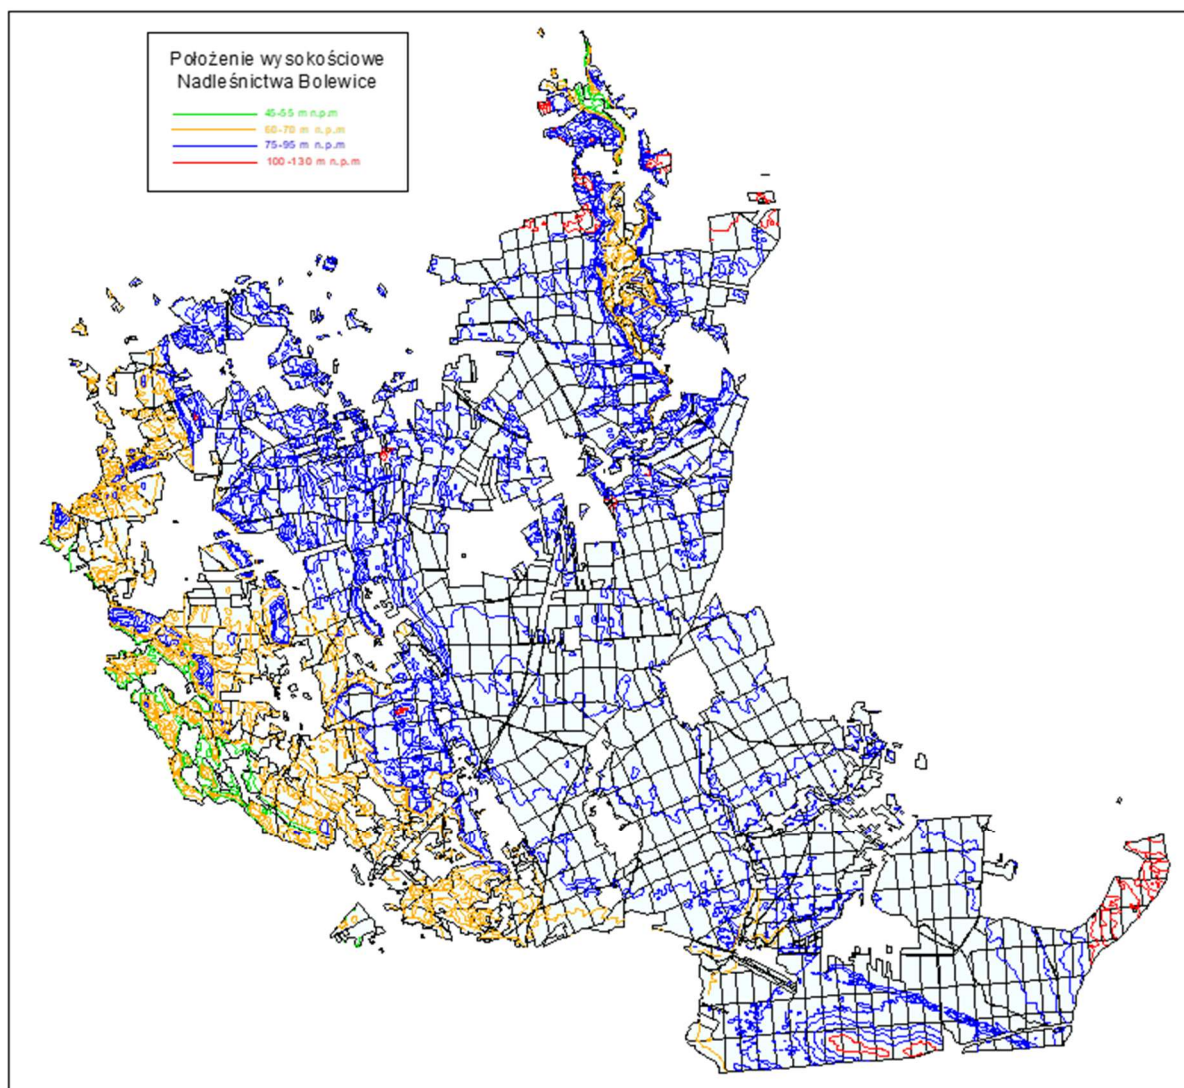 Położenie wysokościowe
Nadleśnictwa Bolewice
45-55 m n.p.m
60-70 m n.p.m
75-95 m n.p.m
100-130 m n.p.m